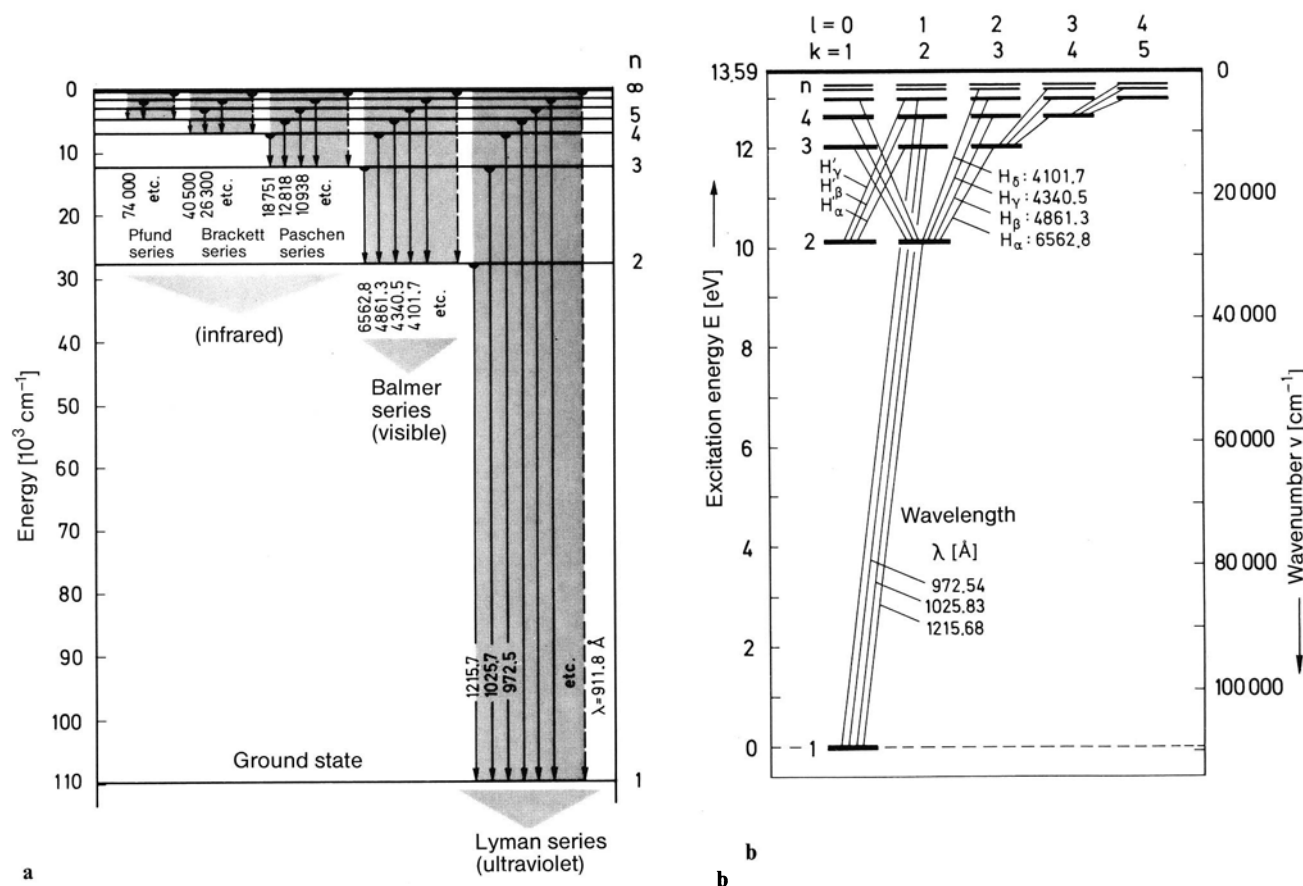 n
0
∞
5
4
10
3
20
2
30
40
50
60
70
80
90
100
110
1
Energy [10³ cm⁻¹]
74 000
etc.
40 500
26 300
etc.
18 751
12 818
10 938
etc.
Pfund
series
Brackett
series
Paschen
series
(infrared)
6562.8
4861.3
4340.5
4101.7
etc.
Balmer
series
(visible)
1215.7
1025.7
972.5
etc.
λ=911.8 Å
Ground state
Lyman series
(ultraviolet)
a
l = 0 1 2 3 4
k = 1 2 3 4 5
13.59
0
n
4
3
12
2
10
8
6
4
2
0
1
Excitation energy E [eV]
20 000
40 000
60 000
80 000
100 000
Wavenumber ν [cm⁻¹]
H'γ
H'β
H'α
Hδ : 4101.7
Hγ : 4340.5
Hβ : 4861.3
Hα : 6562.8
Wavelength
λ [Å]
972.54
1025.83
1215.68
b
b